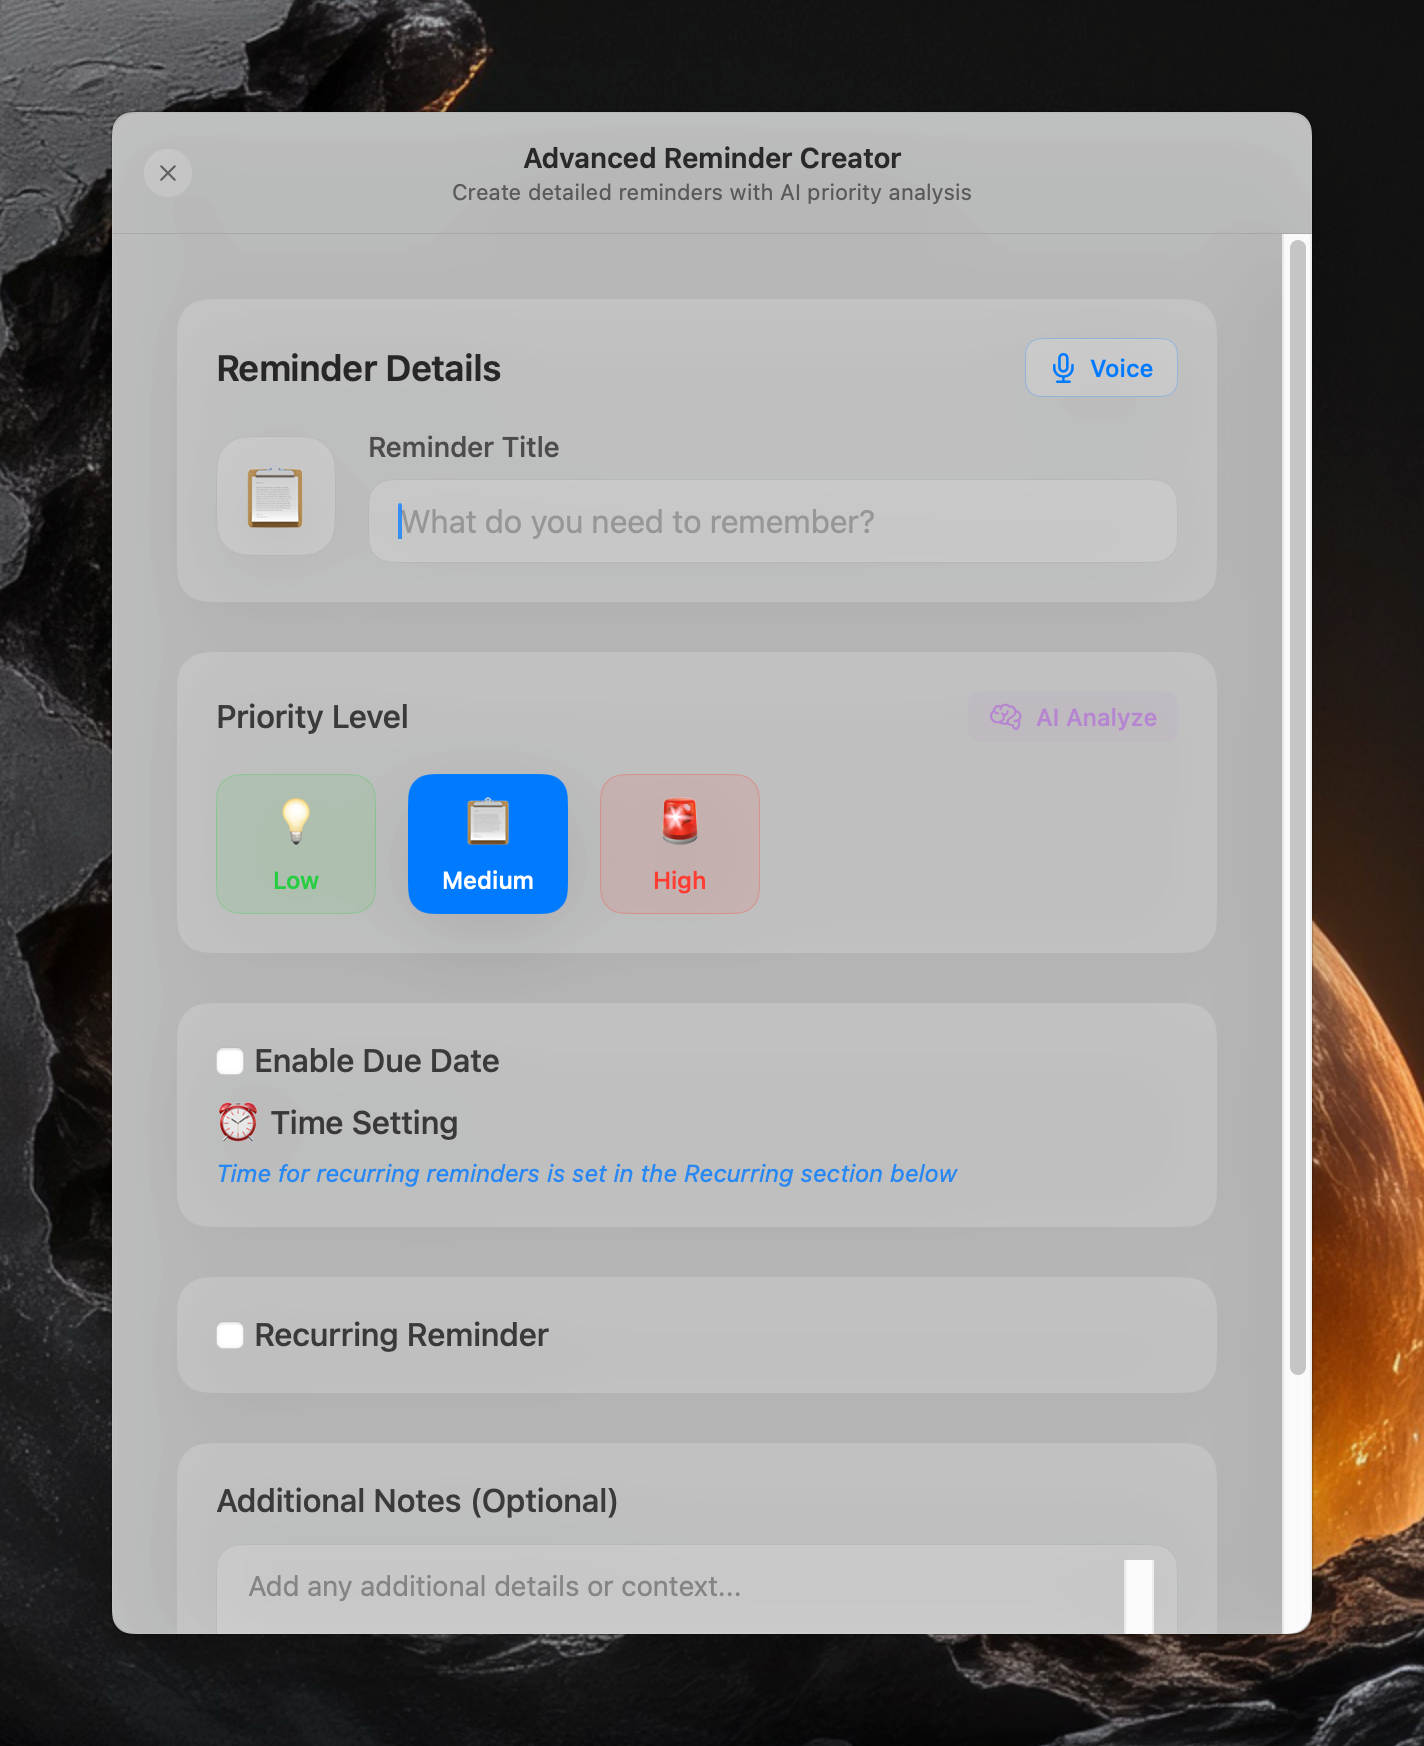 Advanced Reminder Creator
Create detailed reminders with AI priority analysis
Reminder Details
Voice
Reminder Title
What do you need to remember?
Priority Level
AI Analyze
Low
Medium
High
Enable Due Date
Time Setting
Time for recurring reminders is set in the Recurring section below
Recurring Reminder
Additional Notes (Optional)
Add any additional details or context...